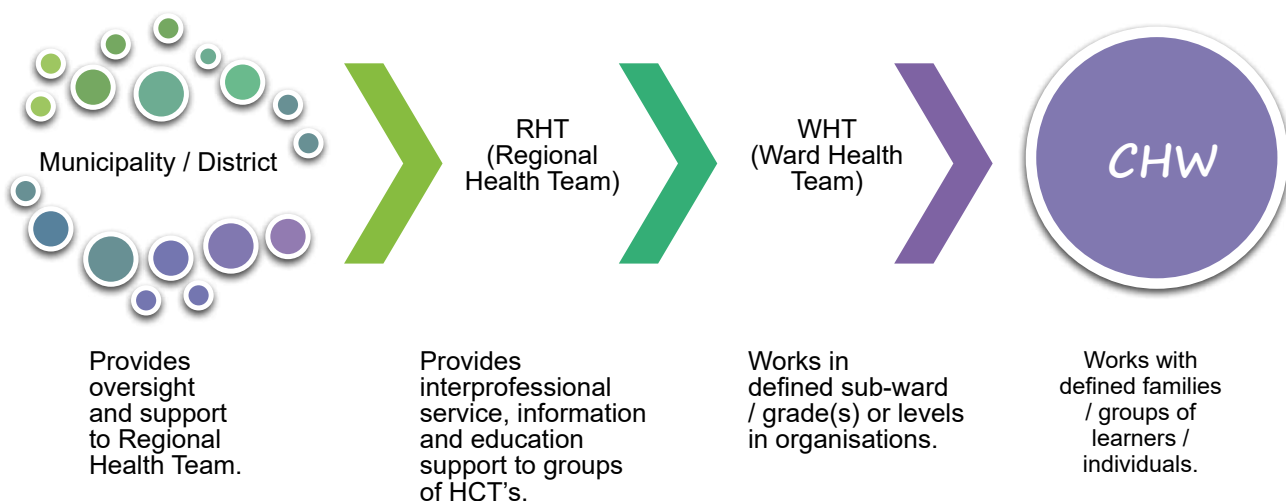 Municipality / District
RHT
(Regional
Health Team)
WHT
(Ward Health
Team)
CHW
Provides
oversight
and support
to Regional
Health Team.
Provides
interprofessional
service, information
and education
support to groups
of HCT's.
Works in
defined sub-ward
/ grade(s) or levels
in organisations.
Works with
defined families
/ groups of
learners /
individuals.